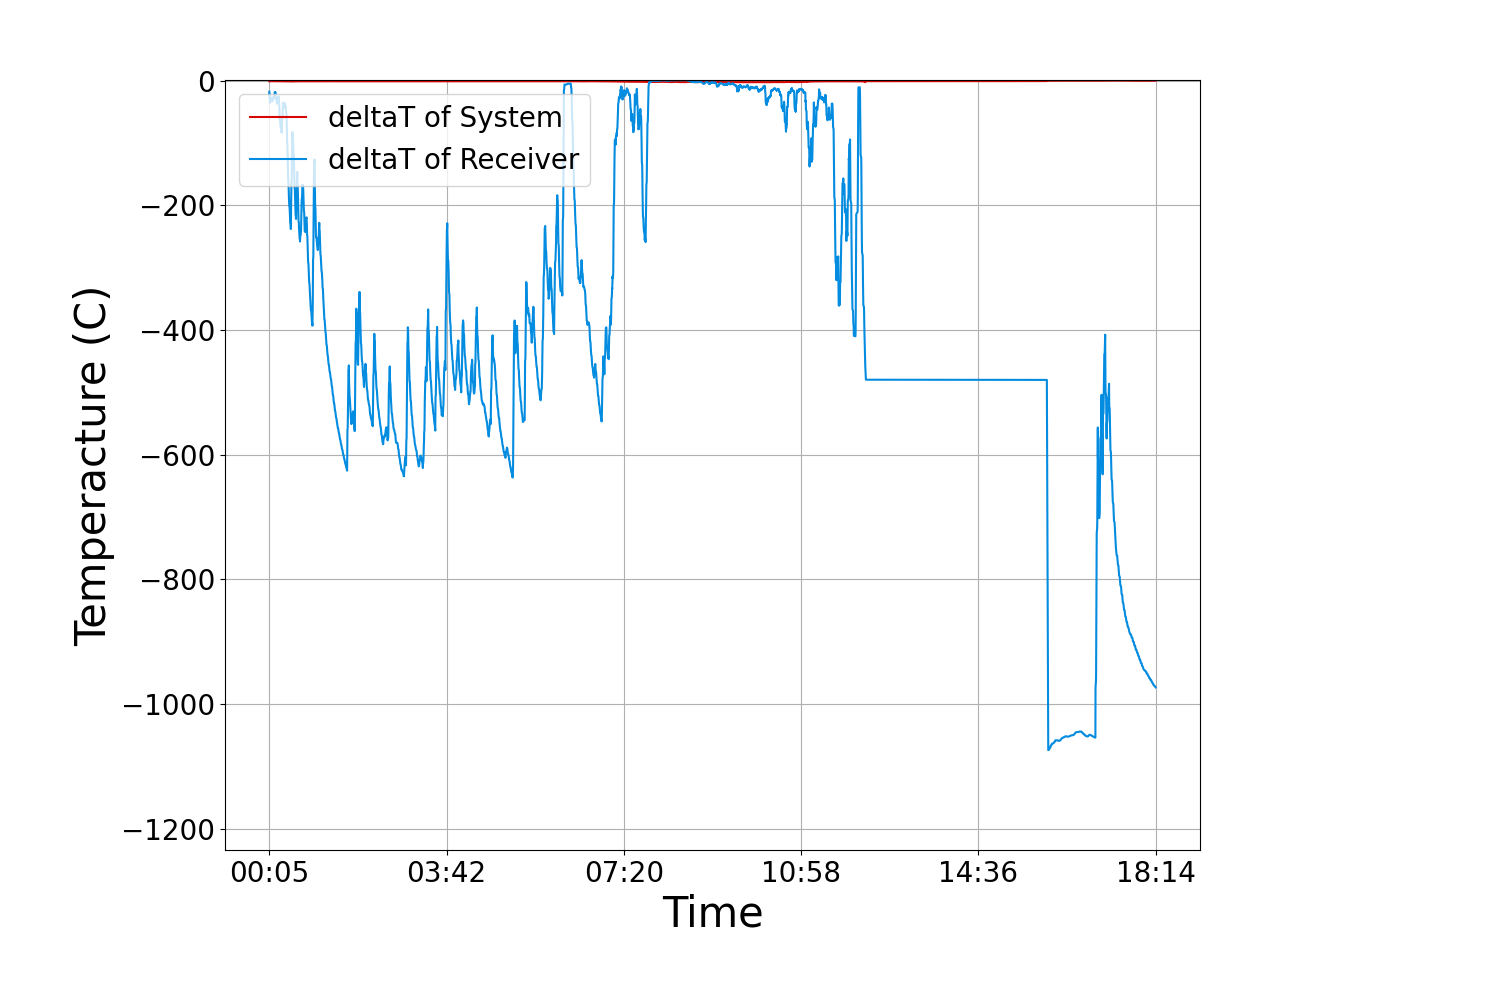 0
−200
−400
−600
−800
−1000
−1200
Temperacture (C)
deltaT of System
deltaT of Receiver
00:05 03:42 07:20 10:58 14:36 18:14
Time